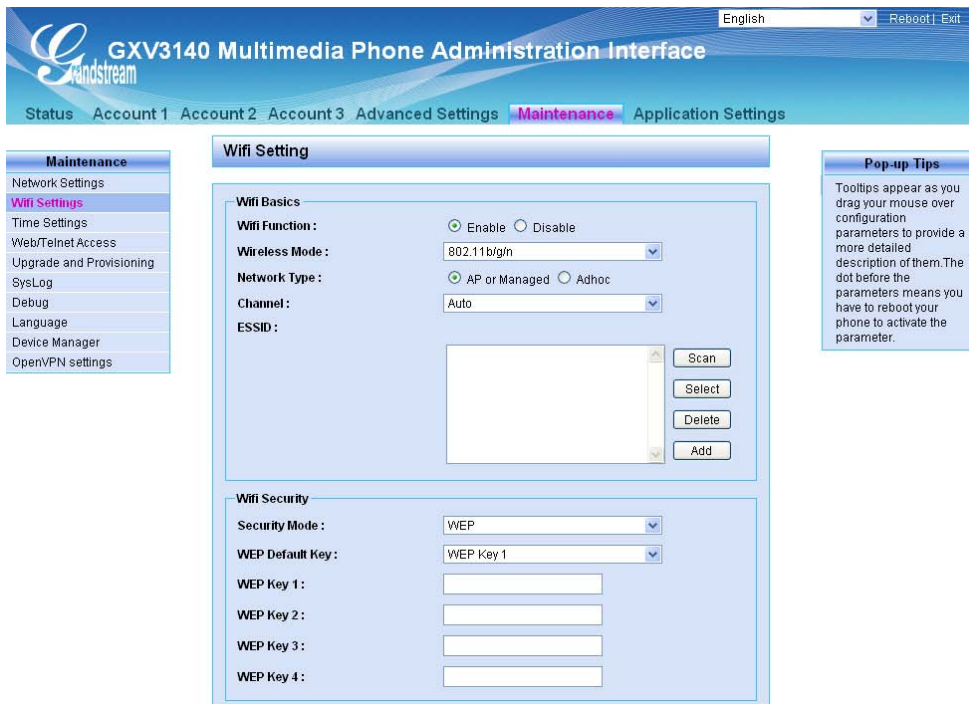 English
Reboot | Exit
Grandstream
GXV3140 Multimedia Phone Administration Interface
Status Account 1 Account 2 Account 3 Advanced Settings Maintenance Application Settings
Maintenance
Network Settings
Wifi Settings
Time Settings
Web/Telnet Access
Upgrade and Provisioning
SysLog
Debug
Language
Device Manager
OpenVPN settings
Wifi Setting
Wifi Basics
Wifi Function : Enable Disable
Wireless Mode : 802.11b/g/n
Network Type : AP or Managed Adhoc
Channel : Auto
ESSID :
Scan
Select
Delete
Add
Wifi Security
Security Mode : WEP
WEP Default Key : WEP Key 1
WEP Key 1 :
WEP Key 2 :
WEP Key 3 :
WEP Key 4 :
Pop-up Tips
Tooltips appear as you
drag your mouse over
configuration
parameters to provide a
more detailed
description of them.The
dot before the
parameters means you
have to reboot your
phone to activate the
parameter.